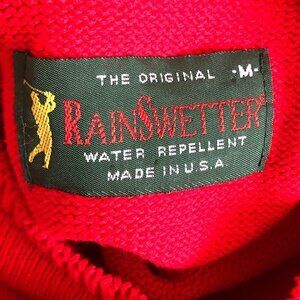 THE ORIGINAL -M-
RAINSWETTER®
WATER REPELLENT
MADE IN U.S.A